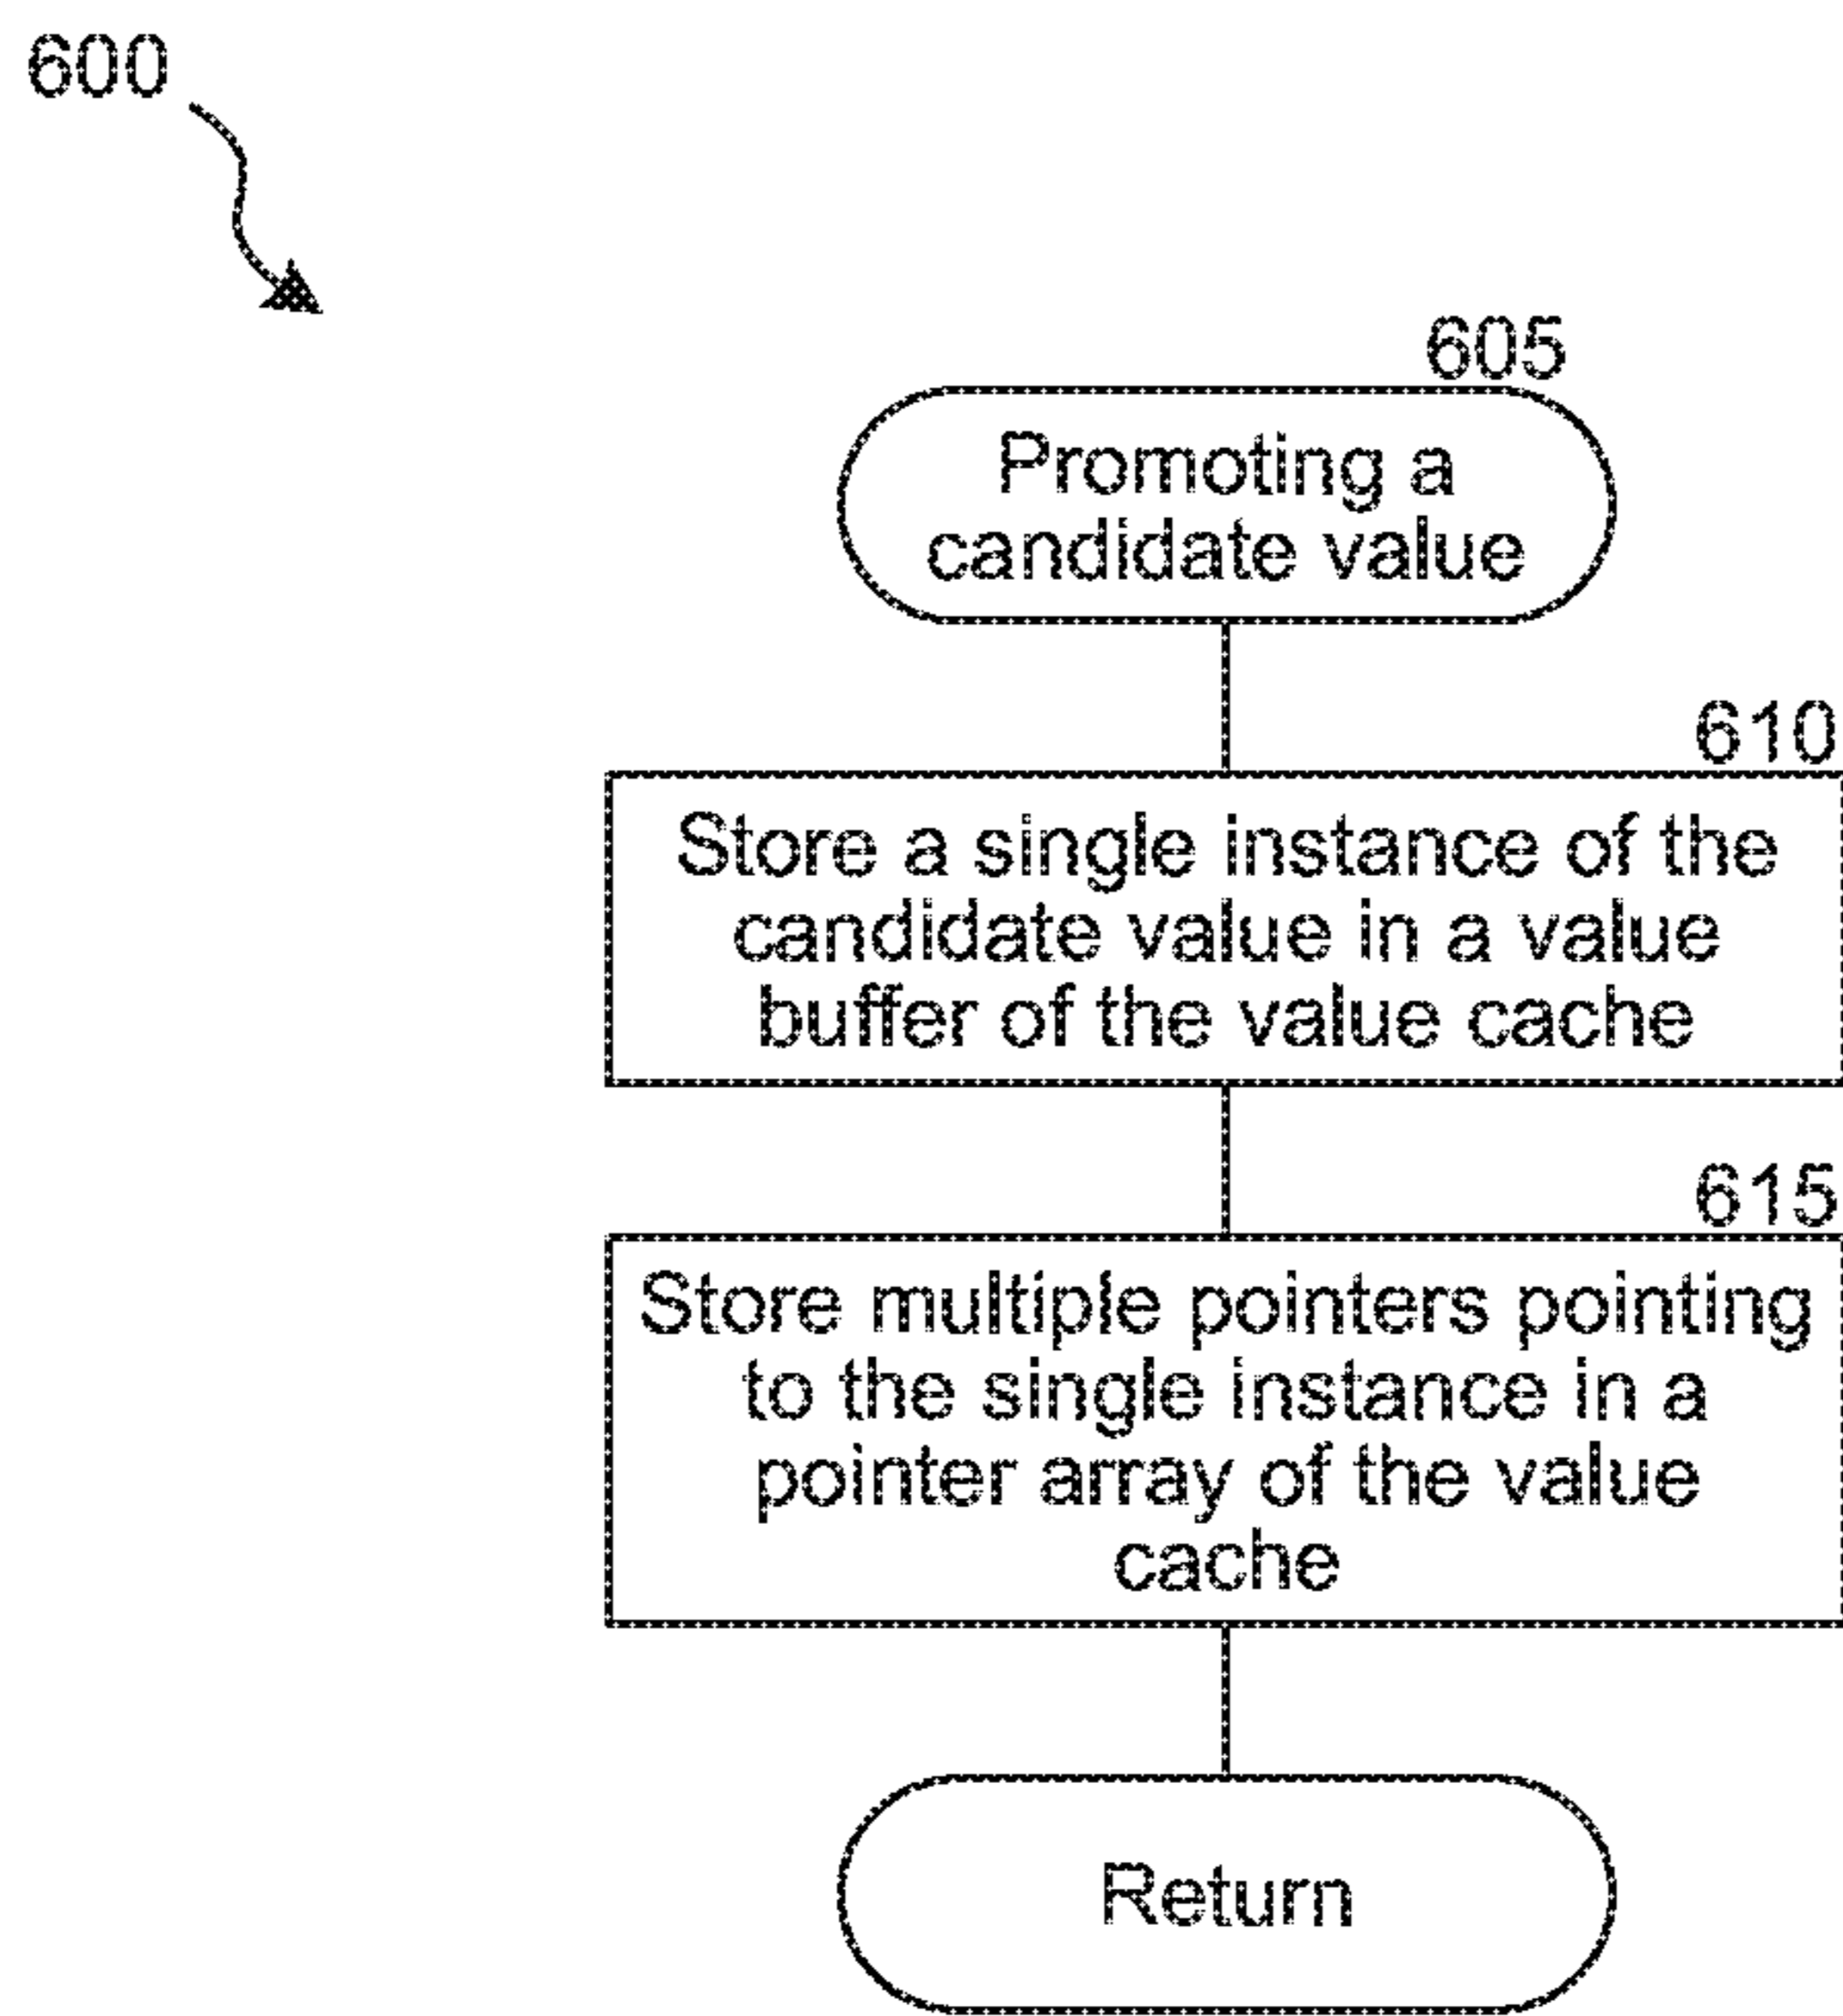 600
605
Promoting a
candidate value
610
Store a single instance of the
candidate value in a value
buffer of the value cache
615
Store multiple pointers pointing
to the single instance in a
pointer array of the value
cache
Return